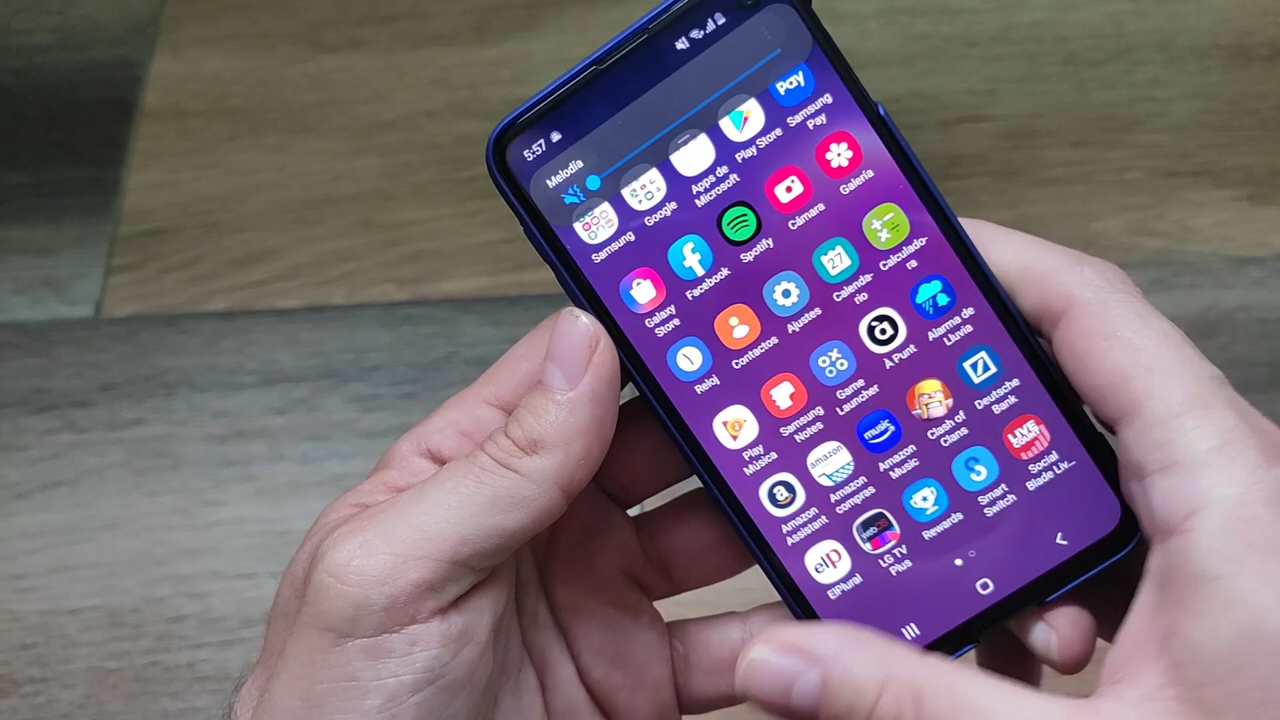 5:57
Melodía
Samsung
Google
Apps de
Microsoft
Play Store
pay
Samsung
Pay
Galaxy
Store
Facebook
Spotify
Cámara
Galería
Reloj
Contactos
Ajustes
27
Calenda-
rio
Calculado-
ra
Play
Música
Samsung
Notes
Game
Launcher
a
À Punt
Alarma de
Lluvia
a
Amazon
Assistant
amazon
Amazon
compras
music
Amazon
Music
Clash of
Clans
Deutsche
Bank
elp
ElPlural
webOS
LG TV
Plus
Rewards
S
Smart
Switch
LIVE
COUNT
Social
Blade Liv...